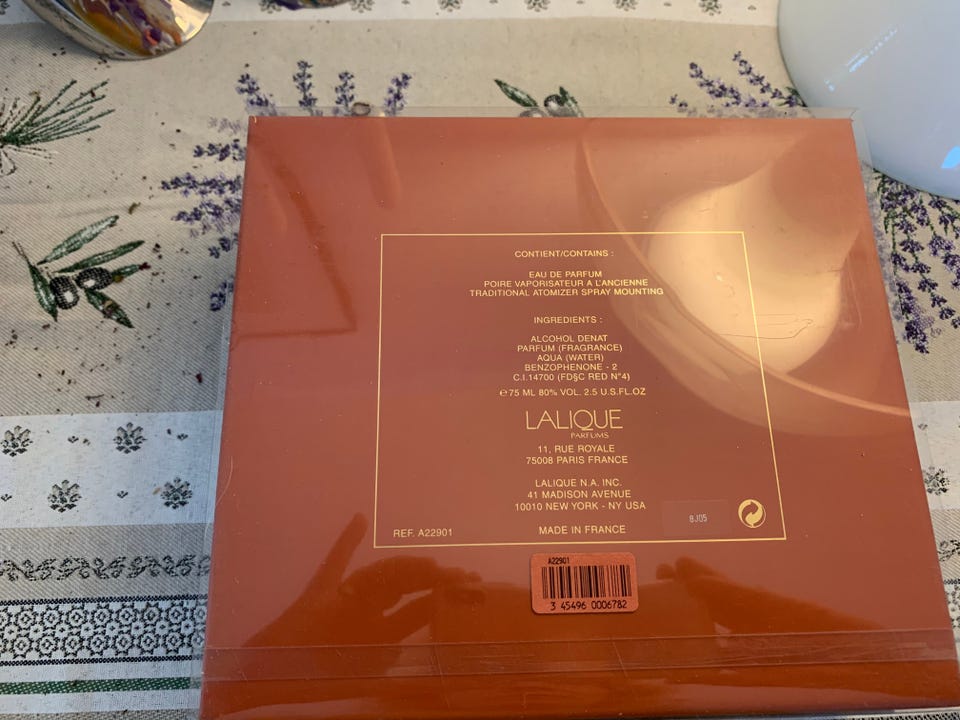 CONTIENT/CONTAINS :
EAU DE PARFUM
POIRE VAPORISATEUR A L'ANCIENNE
TRADITIONAL ATOMIZER SPRAY MOUNTING
INGREDIENTS :
ALCOHOL DENAT
PARFUM (FRAGRANCE)
AQUA (WATER)
BENZOPHENONE - 2
C.I.14700 (FD§C RED N°4)
℮75 ML 80% VOL. 2.5 U.S.FL.OZ
LALIQUE
PARFUMS
11, RUE ROYALE
75008 PARIS FRANCE
LALIQUE N.A. INC.
41 MADISON AVENUE
10010 NEW YORK - NY USA
8J05
REF. A22901
MADE IN FRANCE
A22901
3 45496 0006782